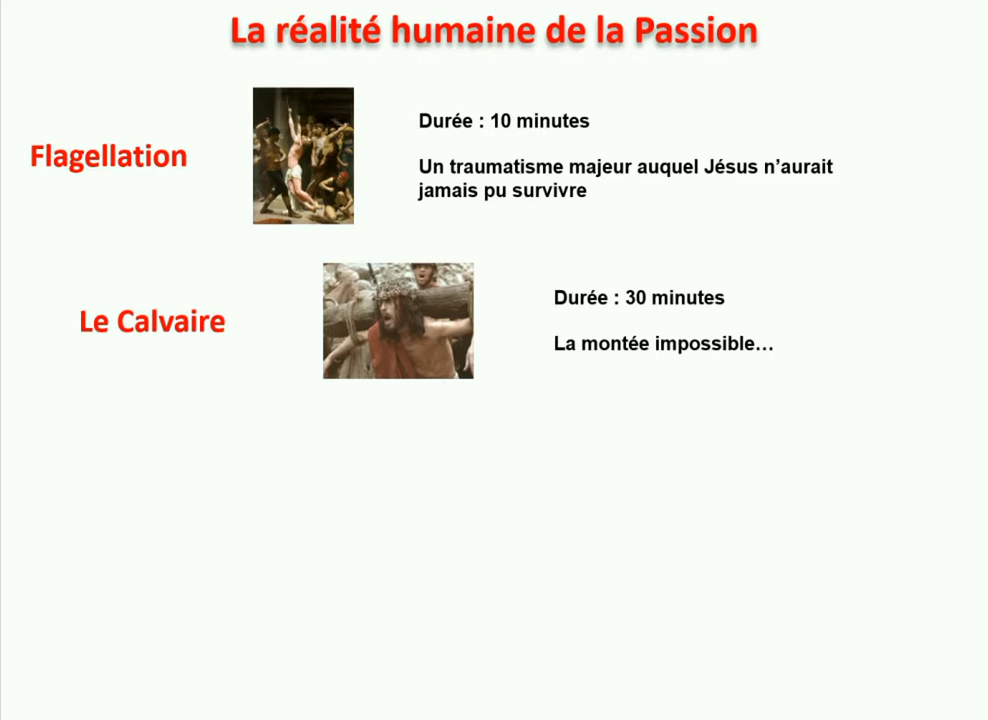 La réalité humaine de la Passion
Flagellation
Durée : 10 minutes
Un traumatisme majeur auquel Jésus n’aurait
jamais pu survivre
Le Calvaire
Durée : 30 minutes
La montée impossible…